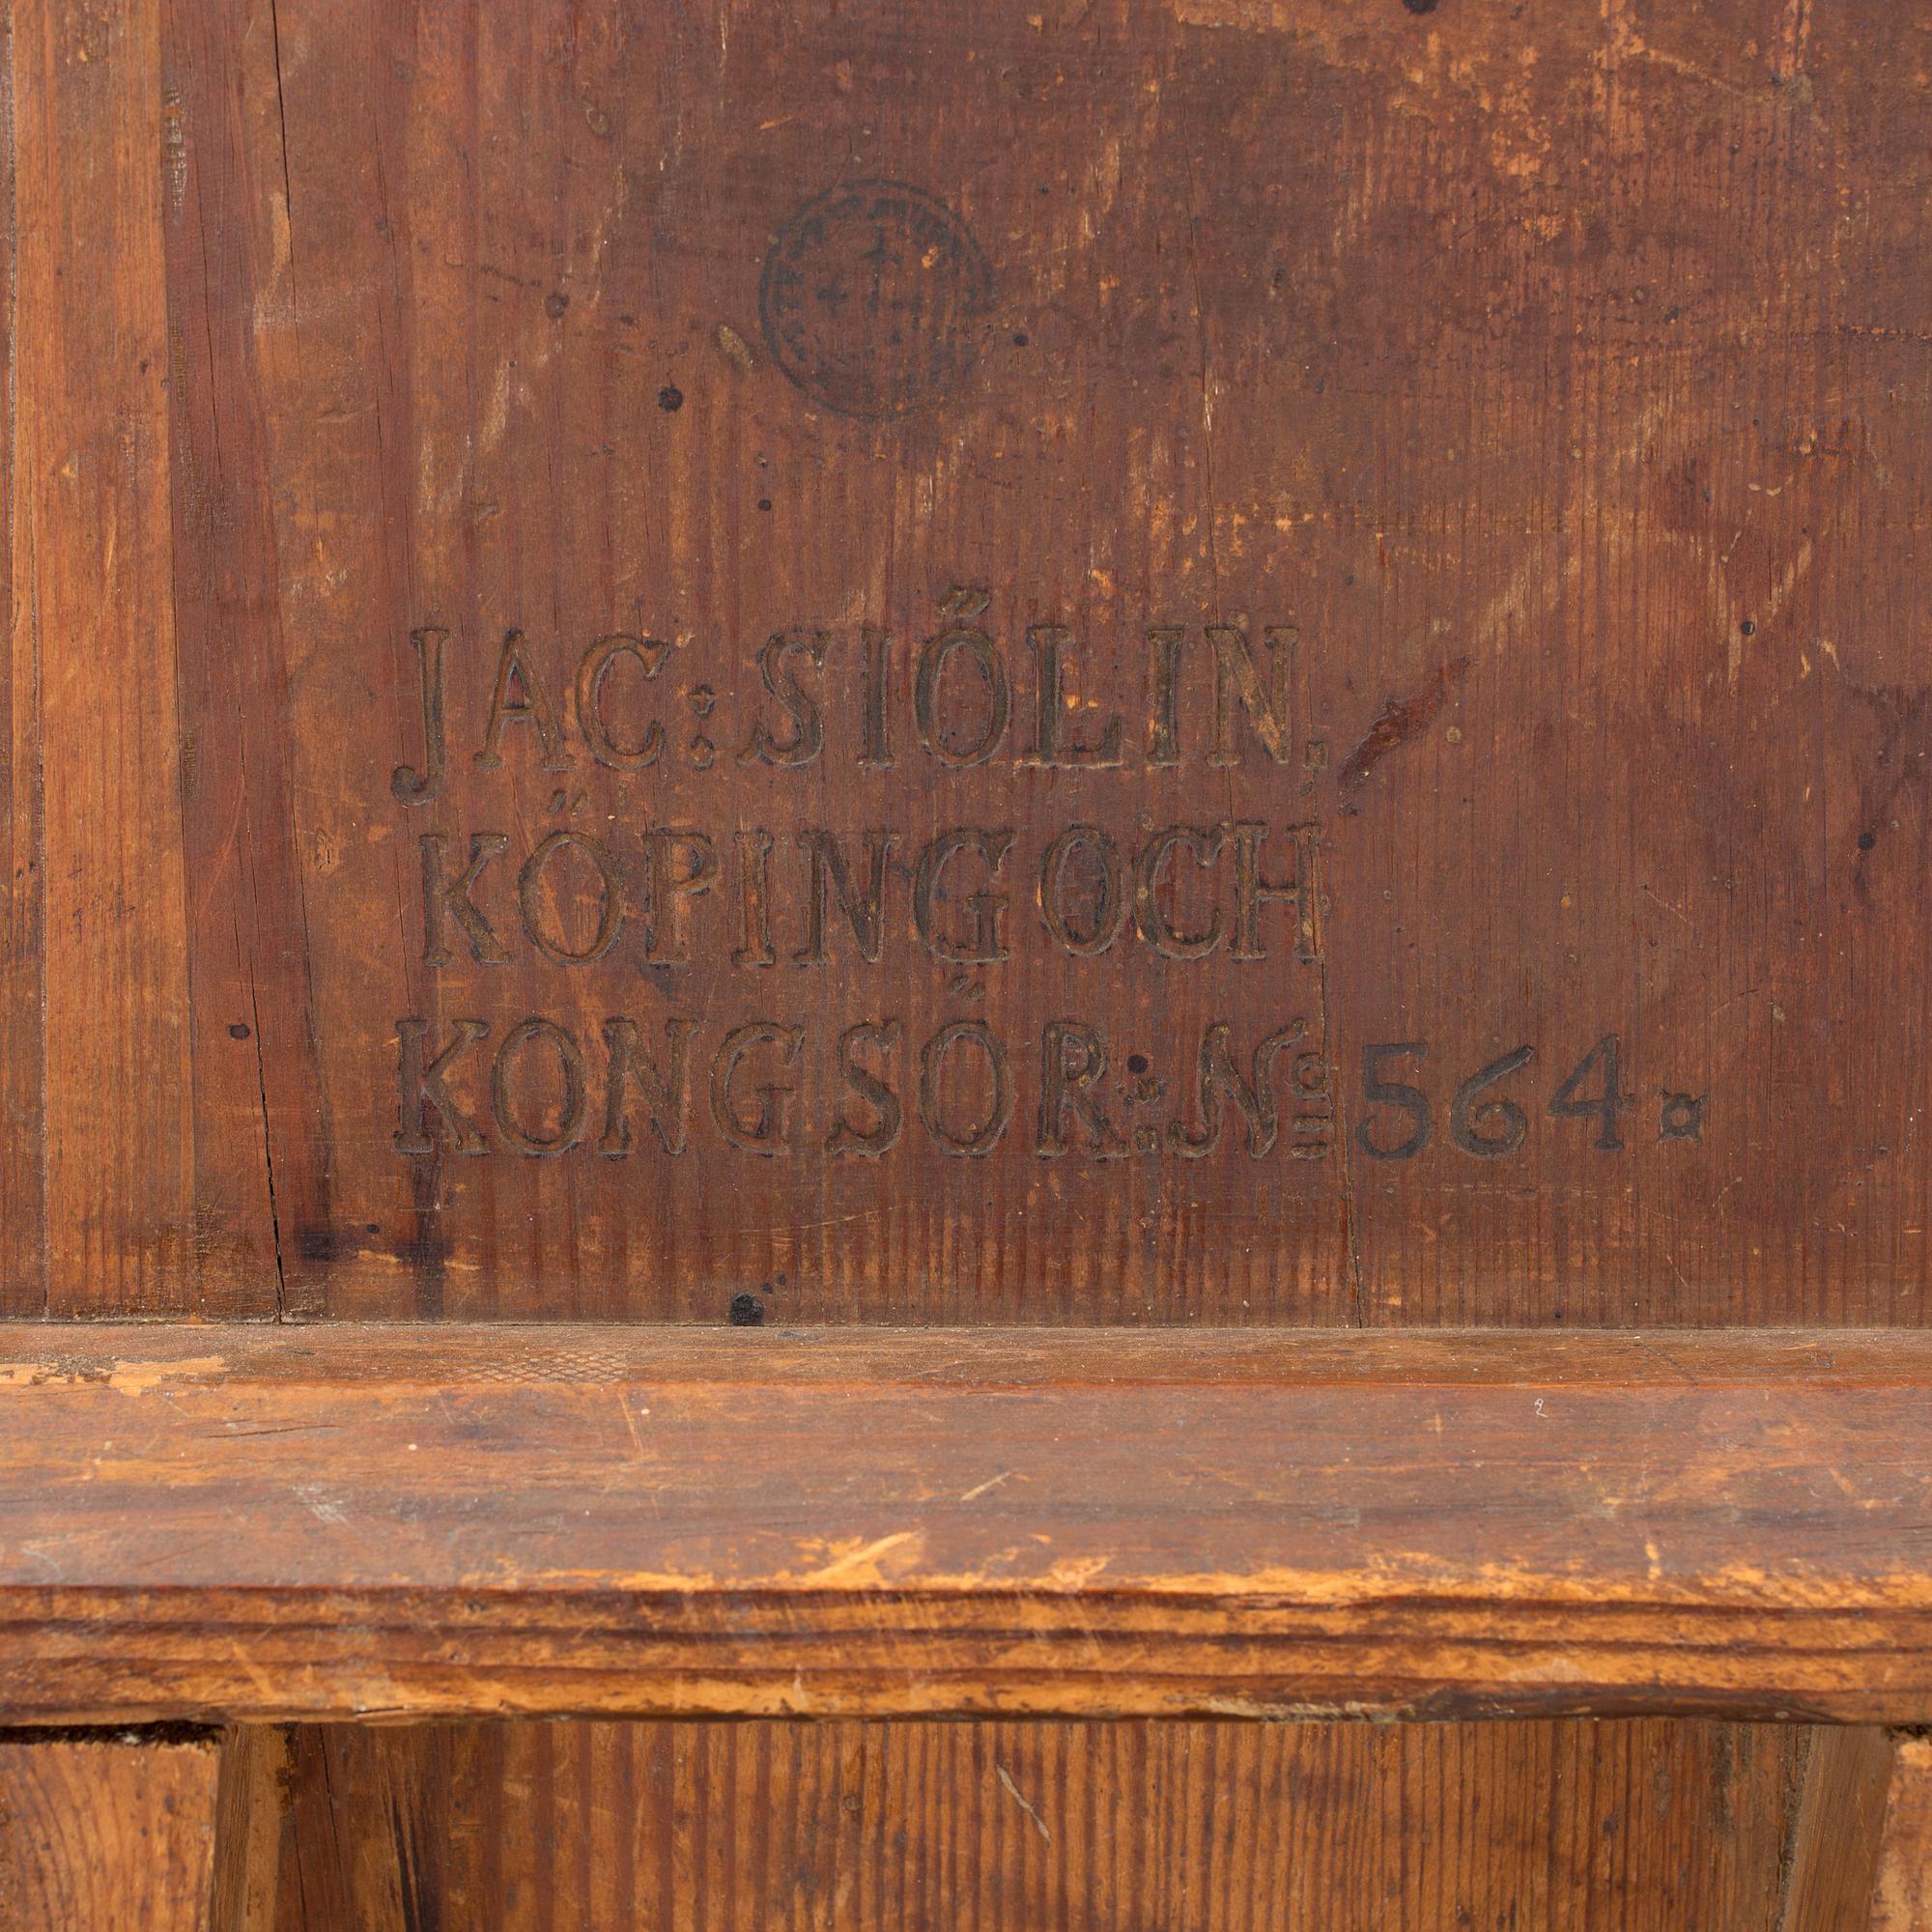 JAC: SIÖLIN.
KÖPING OCH
KONGSÖR: Nº 564¤